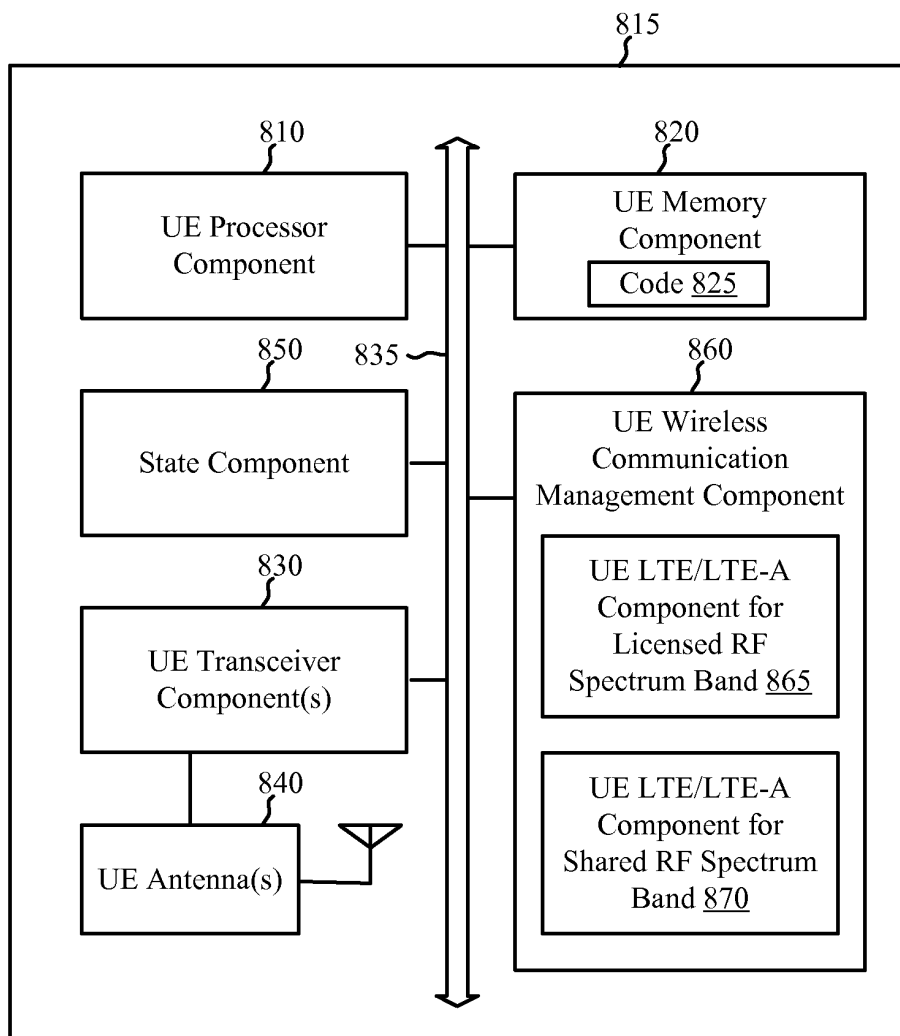 815
810
UE Processor
Component
820
UE Memory
Component
Code 825
835
850
State Component
860
UE Wireless
Communication
Management Component
UE LTE/LTE-A
Component for
Licensed RF
Spectrum Band 865
830
UE Transceiver
Component(s)
840
UE Antenna(s)
UE LTE/LTE-A
Component for
Shared RF Spectrum
Band 870